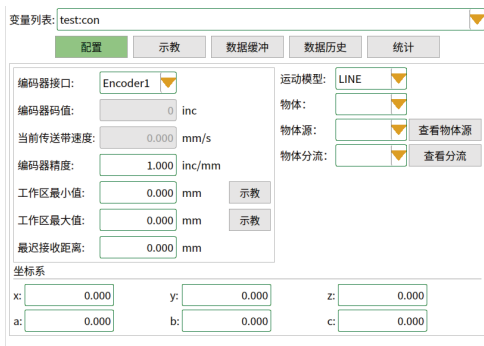 变量列表: test:con
配置 示教 数据缓冲 数据历史 统计
编码器接口: Encoder1 运动模型: LINE
编码器码值: 0 inc 物体:
当前传送带速度: 0.000 mm/s 物体源: 查看物体源
编码器精度: 1.000 inc/mm 物体分流: 查看分流
工作区最小值: 0.000 mm 示教
工作区最大值: 0.000 mm 示教
最迟接收距离: 0.000 mm
坐标系
x: 0.000 y: 0.000 z: 0.000
a: 0.000 b: 0.000 c: 0.000